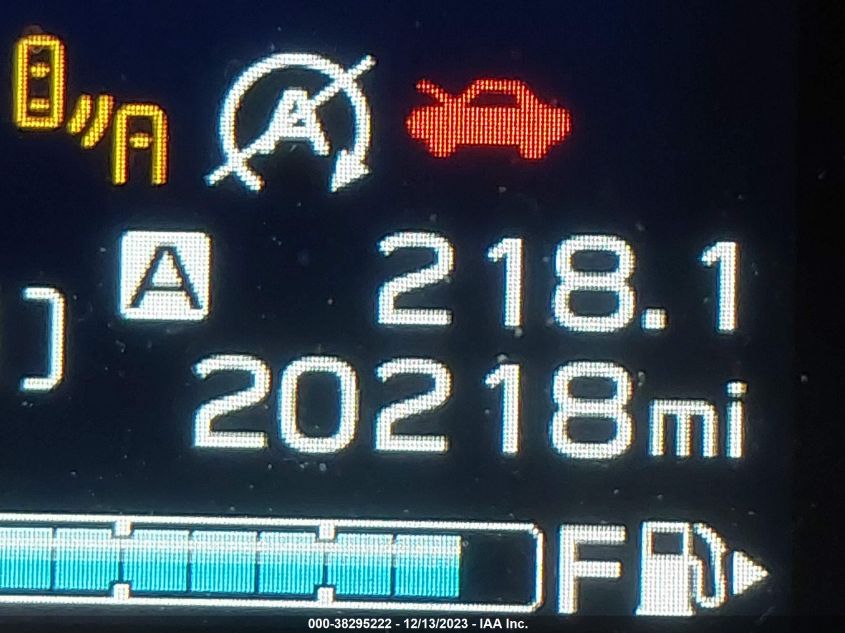 A
A 218.1
20218mi
F
000-38295222 - 12/13/2023 - IAA Inc.